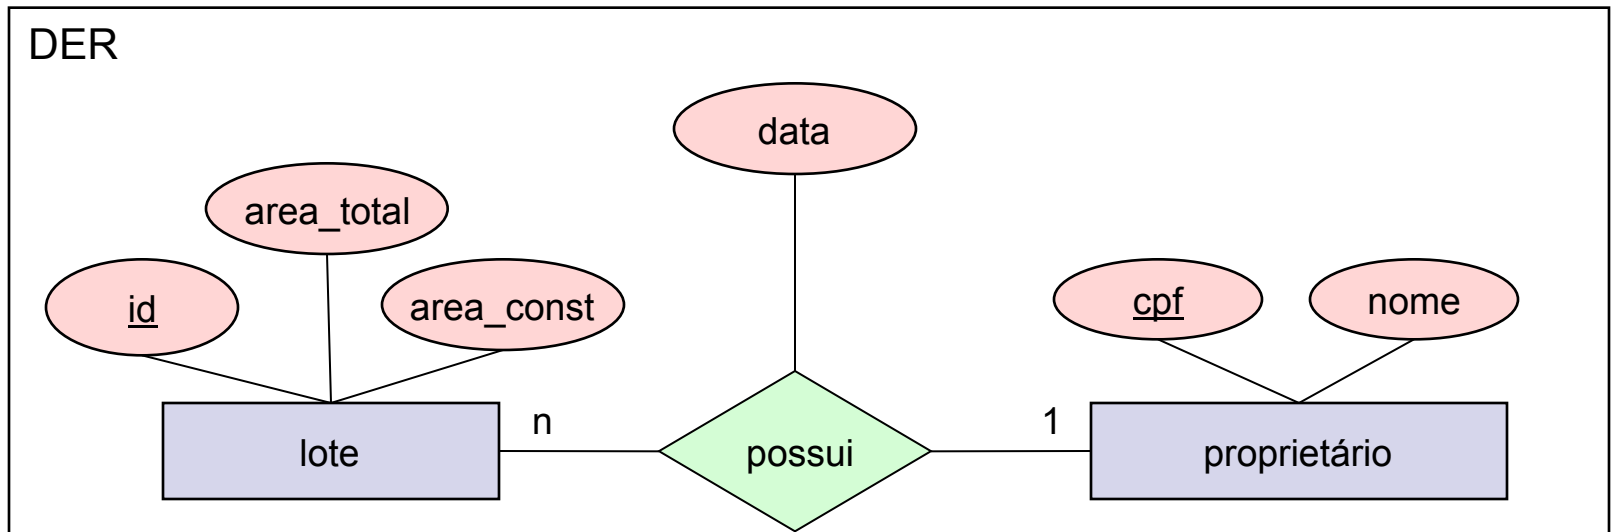 DER
data
area_total
id
area_const
cpf
nome
n
1
lote
possui
proprietário